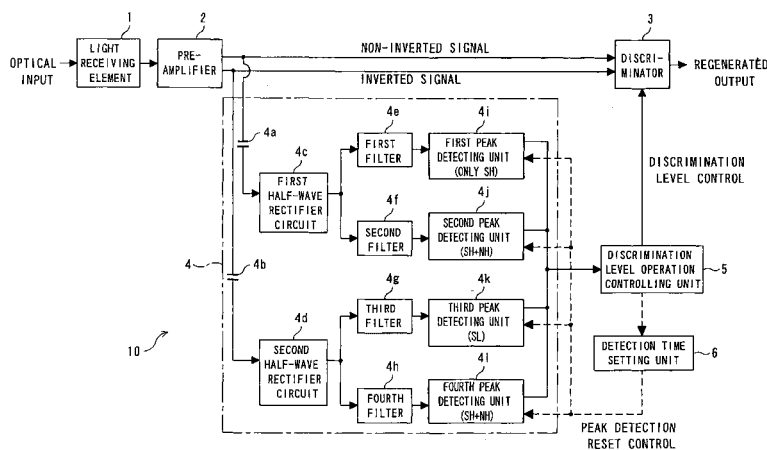 1
2
3
OPTICAL
INPUT
LIGHT
RECEIVING
ELEMENT
PRE-
AMPLIFIER
NON-INVERTED SIGNAL
INVERTED SIGNAL
DISCRI-
MINATOR
REGENERATED
OUTPUT
4a
4c
FIRST
HALF-WAVE
RECTIFIER
CIRCUIT
4e
FIRST
FILTER
4i
FIRST PEAK
DETECTING UNIT
(ONLY SH)
4f
SECOND
FILTER
4j
SECOND PEAK
DETECTING UNIT
(SH+NH)
DISCRIMINATION
LEVEL CONTROL
4
4b
4d
SECOND
HALF-WAVE
RECTIFIER
CIRCUIT
4g
THIRD
FILTER
4k
THIRD PEAK
DETECTING UNIT
(SL)
4h
FOURTH
FILTER
4l
FOURTH PEAK
DETECTING UNIT
(SH+NH)
DISCRIMINATION
LEVEL OPERATION
CONTROLLING UNIT
5
DETECTION TIME
SETTING UNIT
6
PEAK DETECTION
RESET CONTROL
10